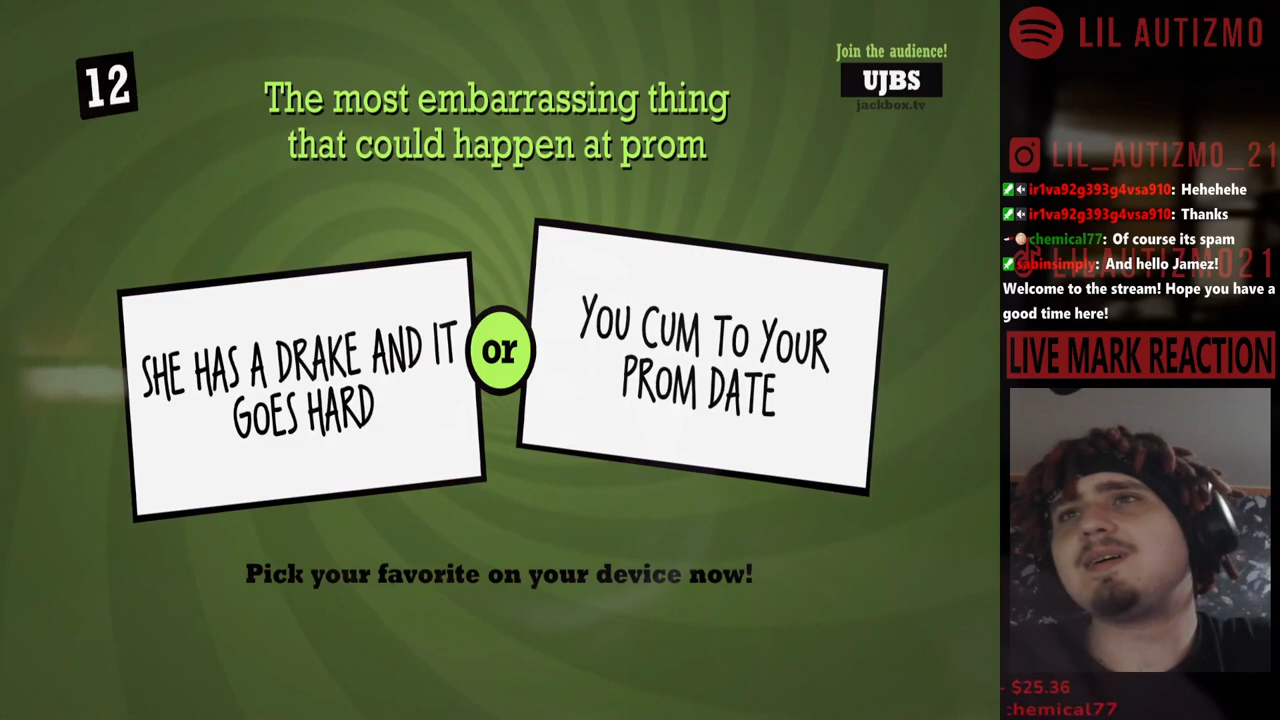 12
The most embarrassing thing
that could happen at prom
Join the audience!
UJBS
jackbox.tv
SHE HAS A DRAKE AND IT
GOES HARD
or
YOU CUM TO YOUR
PROM DATE
Pick your favorite on your device now!
LIL AUTIZMO
LIL_AUTIZMO_21
ir1va92g393g4vsa910: Hehehehe
ir1va92g393g4vsa910: Thanks
chemical77: Of course its spam
LILAUTIZMO21
sabinsimply: And hello Jamez!
Welcome to the stream! Hope you have a
good time here!
LIVE MARK REACTION
- $25.36
chemical77